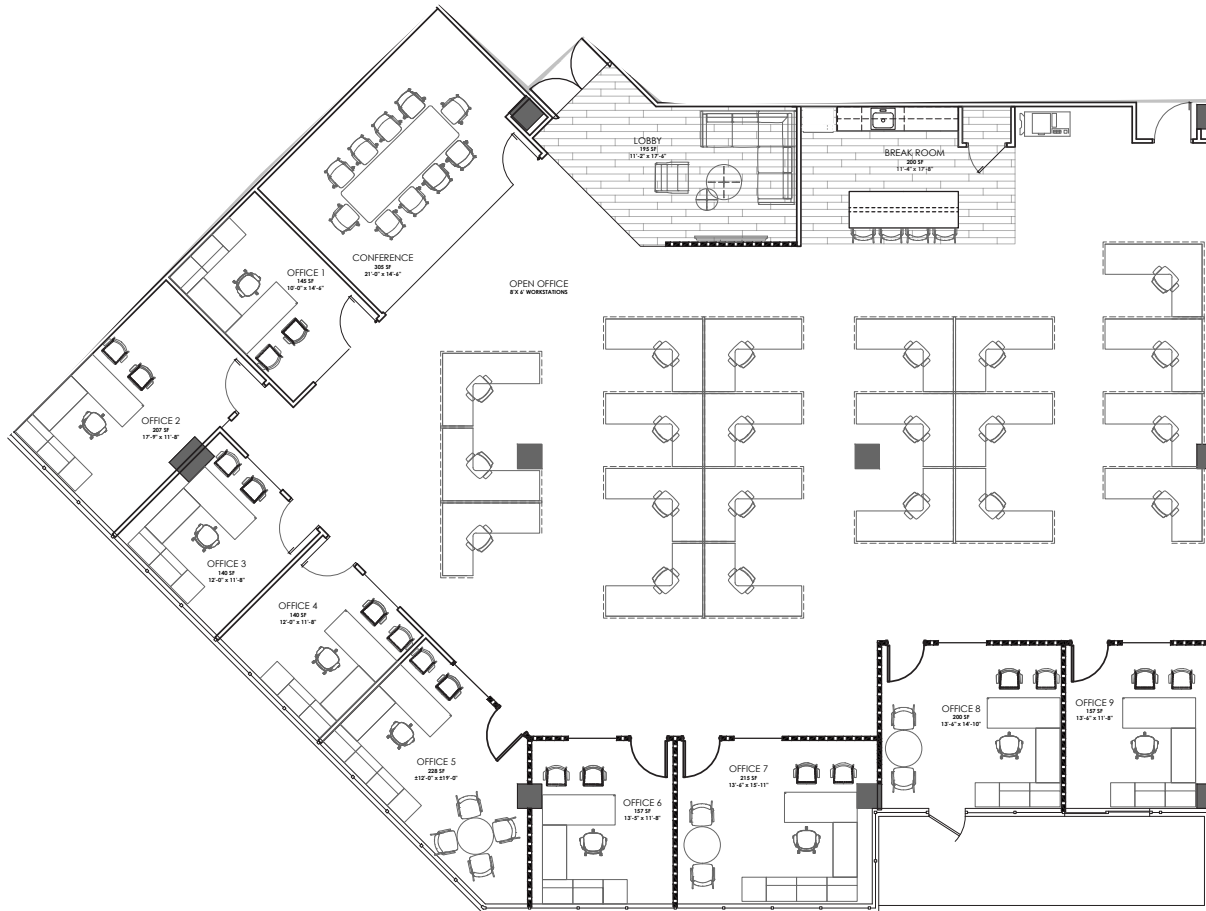 LOBBY
195 SF
11'-2" x 17'-6"
BREAK ROOM
200 SF
11'-4" x 17'-8"
CONFERENCE
305 SF
21'-0" x 14'-6"
OFFICE 1
145 SF
10'-0" x 14'-6"
OPEN OFFICE
8'X 6' WORKSTATIONS
OFFICE 2
207 SF
17'-9" x 11'-8"
OFFICE 3
140 SF
12'-0" x 11'-8"
OFFICE 4
140 SF
12'-0" x 11'-8"
OFFICE 5
228 SF
±12'-0" x ±19'-0"
OFFICE 6
157 SF
13'-5" x 11'-8"
OFFICE 7
215 SF
13'-6" x 15'-11"
OFFICE 8
200 SF
13'-6" x 14'-10"
OFFICE 9
157 SF
13'-6" x 11'-8"